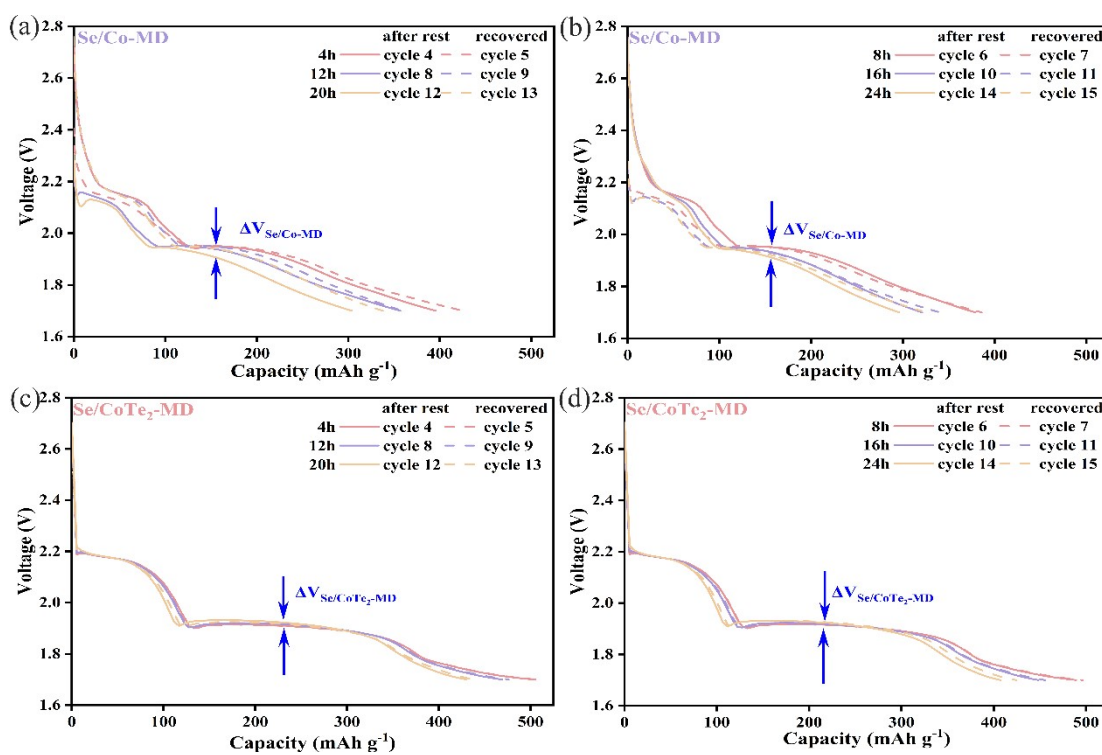 (a)
2.8
Se/Co-MD
after rest recovered
4h cycle 4 cycle 5
12h cycle 8 cycle 9
20h cycle 12 cycle 13
2.6
2.4
2.2
2.0
1.8
1.6
Voltage (V)
ΔV Se/Co-MD
0 100 200 300 400 500
Capacity (mAh g⁻¹)
(b)
2.8
Se/Co-MD
after rest recovered
8h cycle 6 cycle 7
16h cycle 10 cycle 11
24h cycle 14 cycle 15
2.6
2.4
2.2
2.0
1.8
1.6
Voltage (V)
ΔV Se/Co-MD
0 100 200 300 400 500
Capacity (mAh g⁻¹)
(c)
2.8
Se/CoTe₂-MD
after rest recovered
4h cycle 4 cycle 5
12h cycle 8 cycle 9
20h cycle 12 cycle 13
2.6
2.4
2.2
2.0
1.8
1.6
Voltage (V)
ΔV Se/CoTe₂-MD
0 100 200 300 400 500
Capacity (mAh g⁻¹)
(d)
2.8
Se/CoTe₂-MD
after rest recovered
8h cycle 6 cycle 7
16h cycle 10 cycle 11
24h cycle 14 cycle 15
2.6
2.4
2.2
2.0
1.8
1.6
Voltage (V)
ΔV Se/CoTe₂-MD
0 100 200 300 400 500
Capacity (mAh g⁻¹)